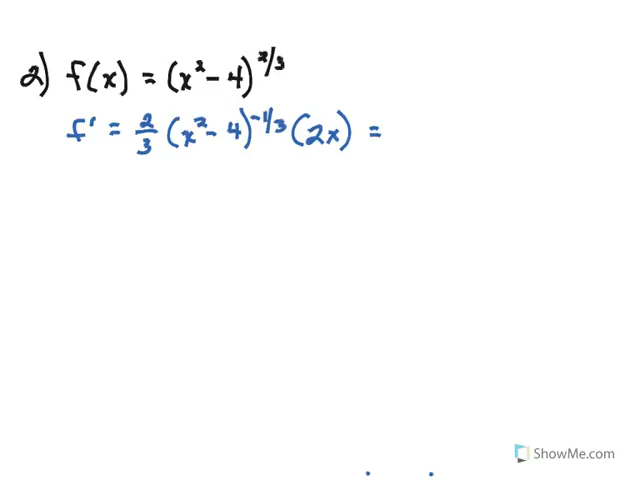 2) f(x) = (x² - 4)^2/3
f' = 2/3 (x² - 4)^-1/3 (2x) =
ShowMe.com